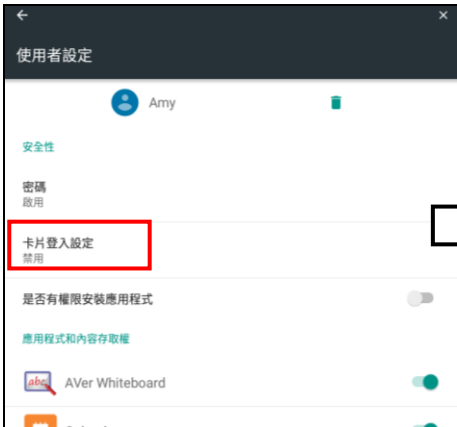 使用者設定
Amy
安全性
密碼
啟用
卡片登入設定
禁用
是否有權限安裝應用程式
應用程式和內容存取權
abc
AVer Whiteboard